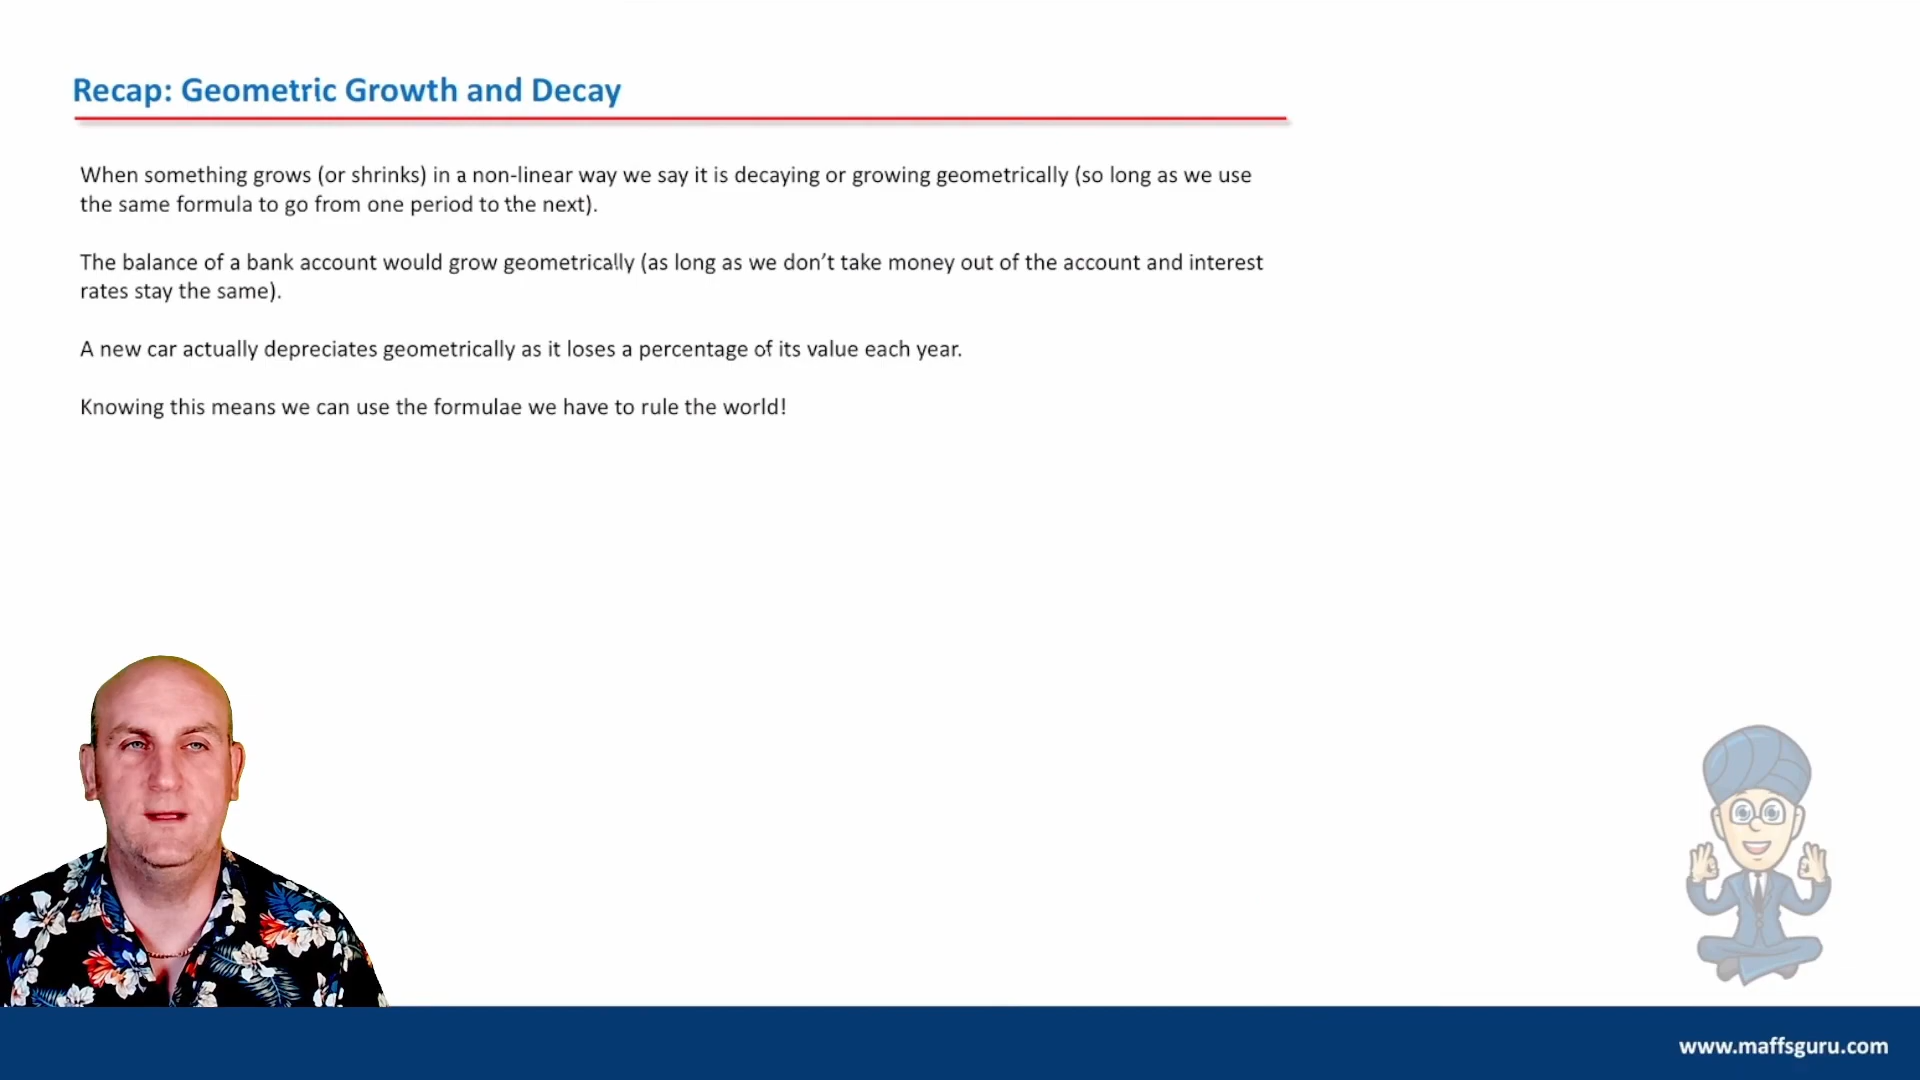 Recap: Geometric Growth and Decay
When something grows (or shrinks) in a non-linear way we say it is decaying or growing geometrically (so long as we use
the same formula to go from one period to the next).
The balance of a bank account would grow geometrically (as long as we don’t take money out of the account and interest
rates stay the same).
A new car actually depreciates geometrically as it loses a percentage of its value each year.
Knowing this means we can use the formulae we have to rule the world!
www.maffsguru.com